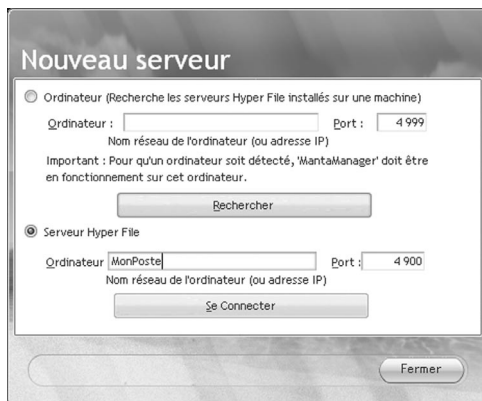 Nouveau serveur
Ordinateur (Recherche les serveurs Hyper File installés sur une machine)
Ordinateur : Port : 4 999
Nom réseau de l'ordinateur (ou adresse IP)
Important : Pour qu'un ordinateur soit détecté, 'MantaManager' doit être
en fonctionnement sur cet ordinateur.
Rechercher
Serveur Hyper File
Ordinateur MonPoste Port : 4 900
Nom réseau de l'ordinateur (ou adresse IP)
Se Connecter
Fermer